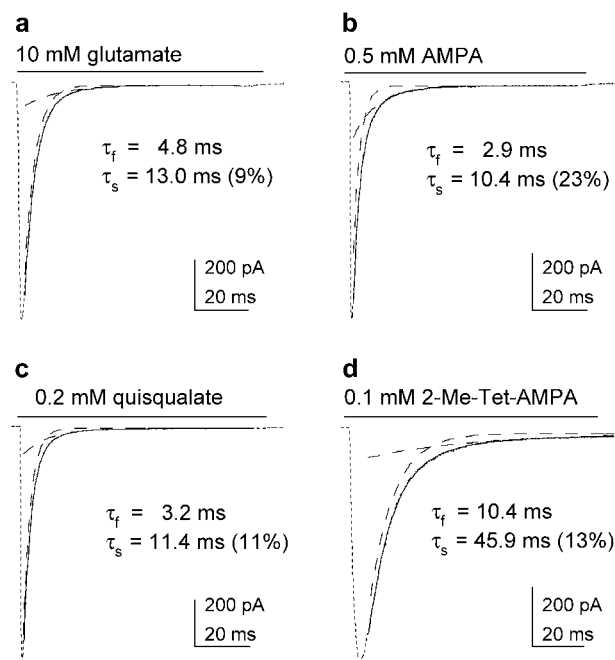 a
10 mM glutamate
τf = 4.8 ms
τs = 13.0 ms (9%)
200 pA
20 ms
b
0.5 mM AMPA
τf = 2.9 ms
τs = 10.4 ms (23%)
200 pA
20 ms
c
0.2 mM quisqualate
τf = 3.2 ms
τs = 11.4 ms (11%)
200 pA
20 ms
d
0.1 mM 2-Me-Tet-AMPA
τf = 10.4 ms
τs = 45.9 ms (13%)
200 pA
20 ms